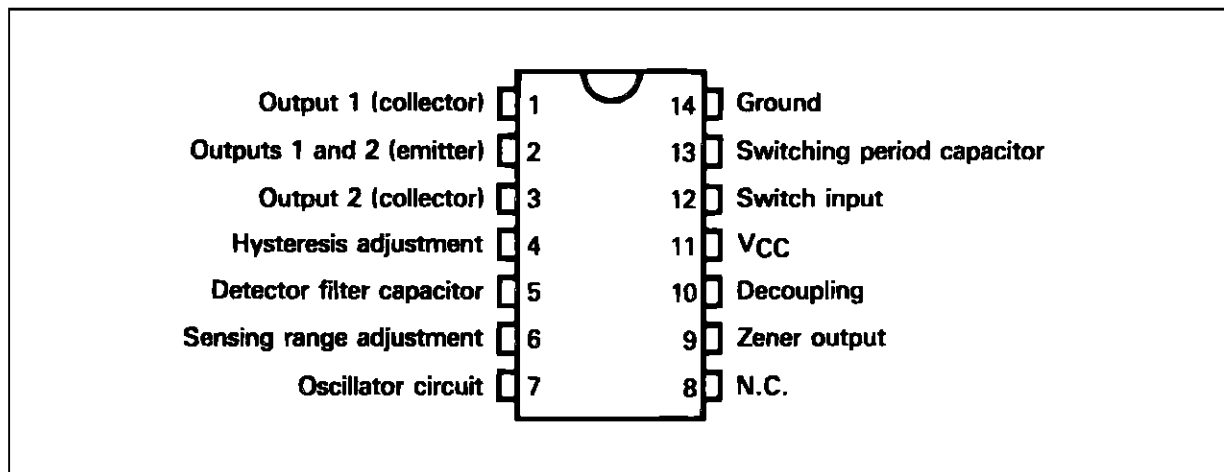 Output 1 (collector) 1 14 Ground
Outputs 1 and 2 (emitter) 2 13 Switching period capacitor
Output 2 (collector) 3 12 Switch input
Hysteresis adjustment 4 11 VCC
Detector filter capacitor 5 10 Decoupling
Sensing range adjustment 6 9 Zener output
Oscillator circuit 7 8 N.C.